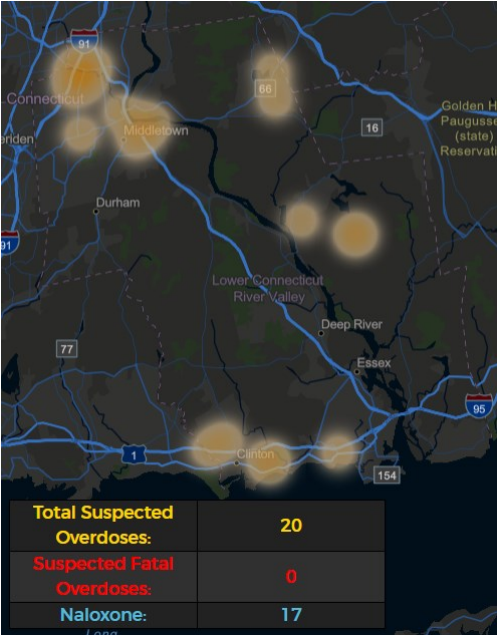 91
Connecticut
66
Golden H
Paugusse
(state)
Reservati
16
eriden
Middletown
Durham
91
Lower Connecticut
River Valley
Deep River
77
Essex
95
1
Clinton
154
Total Suspected
Overdoses:
20
Suspected Fatal
Overdoses:
0
Naloxone:
17
Long